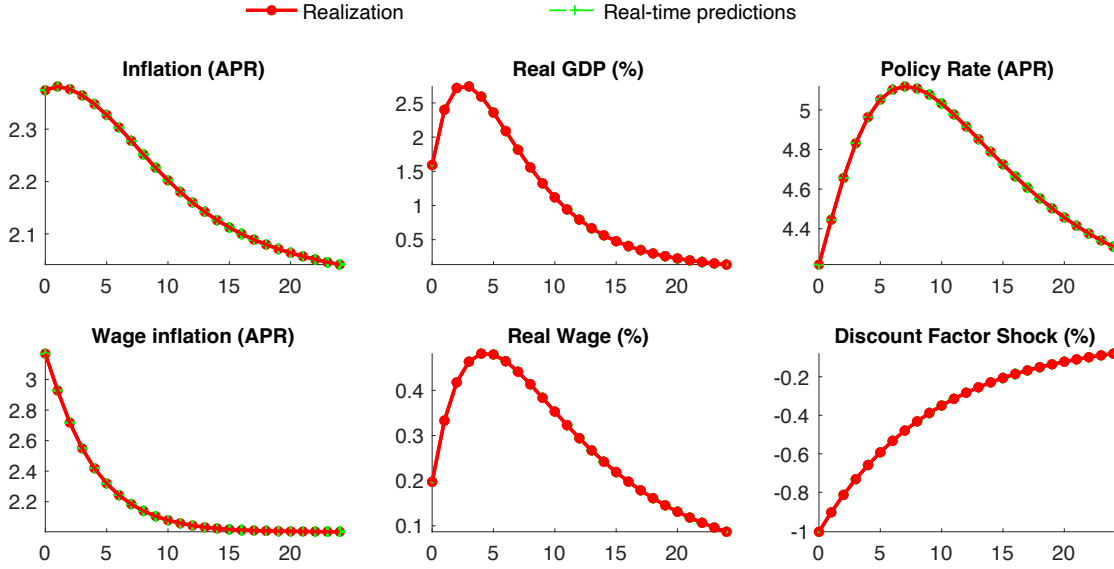 Realization
Real-time predictions
Inflation (APR)
2.3
2.2
2.1
0 5 10 15 20
Real GDP (%)
2.5
2
1.5
1
0.5
0 5 10 15 20
Policy Rate (APR)
5
4.8
4.6
4.4
0 5 10 15 20
Wage inflation (APR)
3
2.8
2.6
2.4
2.2
0 5 10 15 20
Real Wage (%)
0.4
0.3
0.2
0.1
0 5 10 15 20
Discount Factor Shock (%)
-0.2
-0.4
-0.6
-0.8
-1
0 5 10 15 20